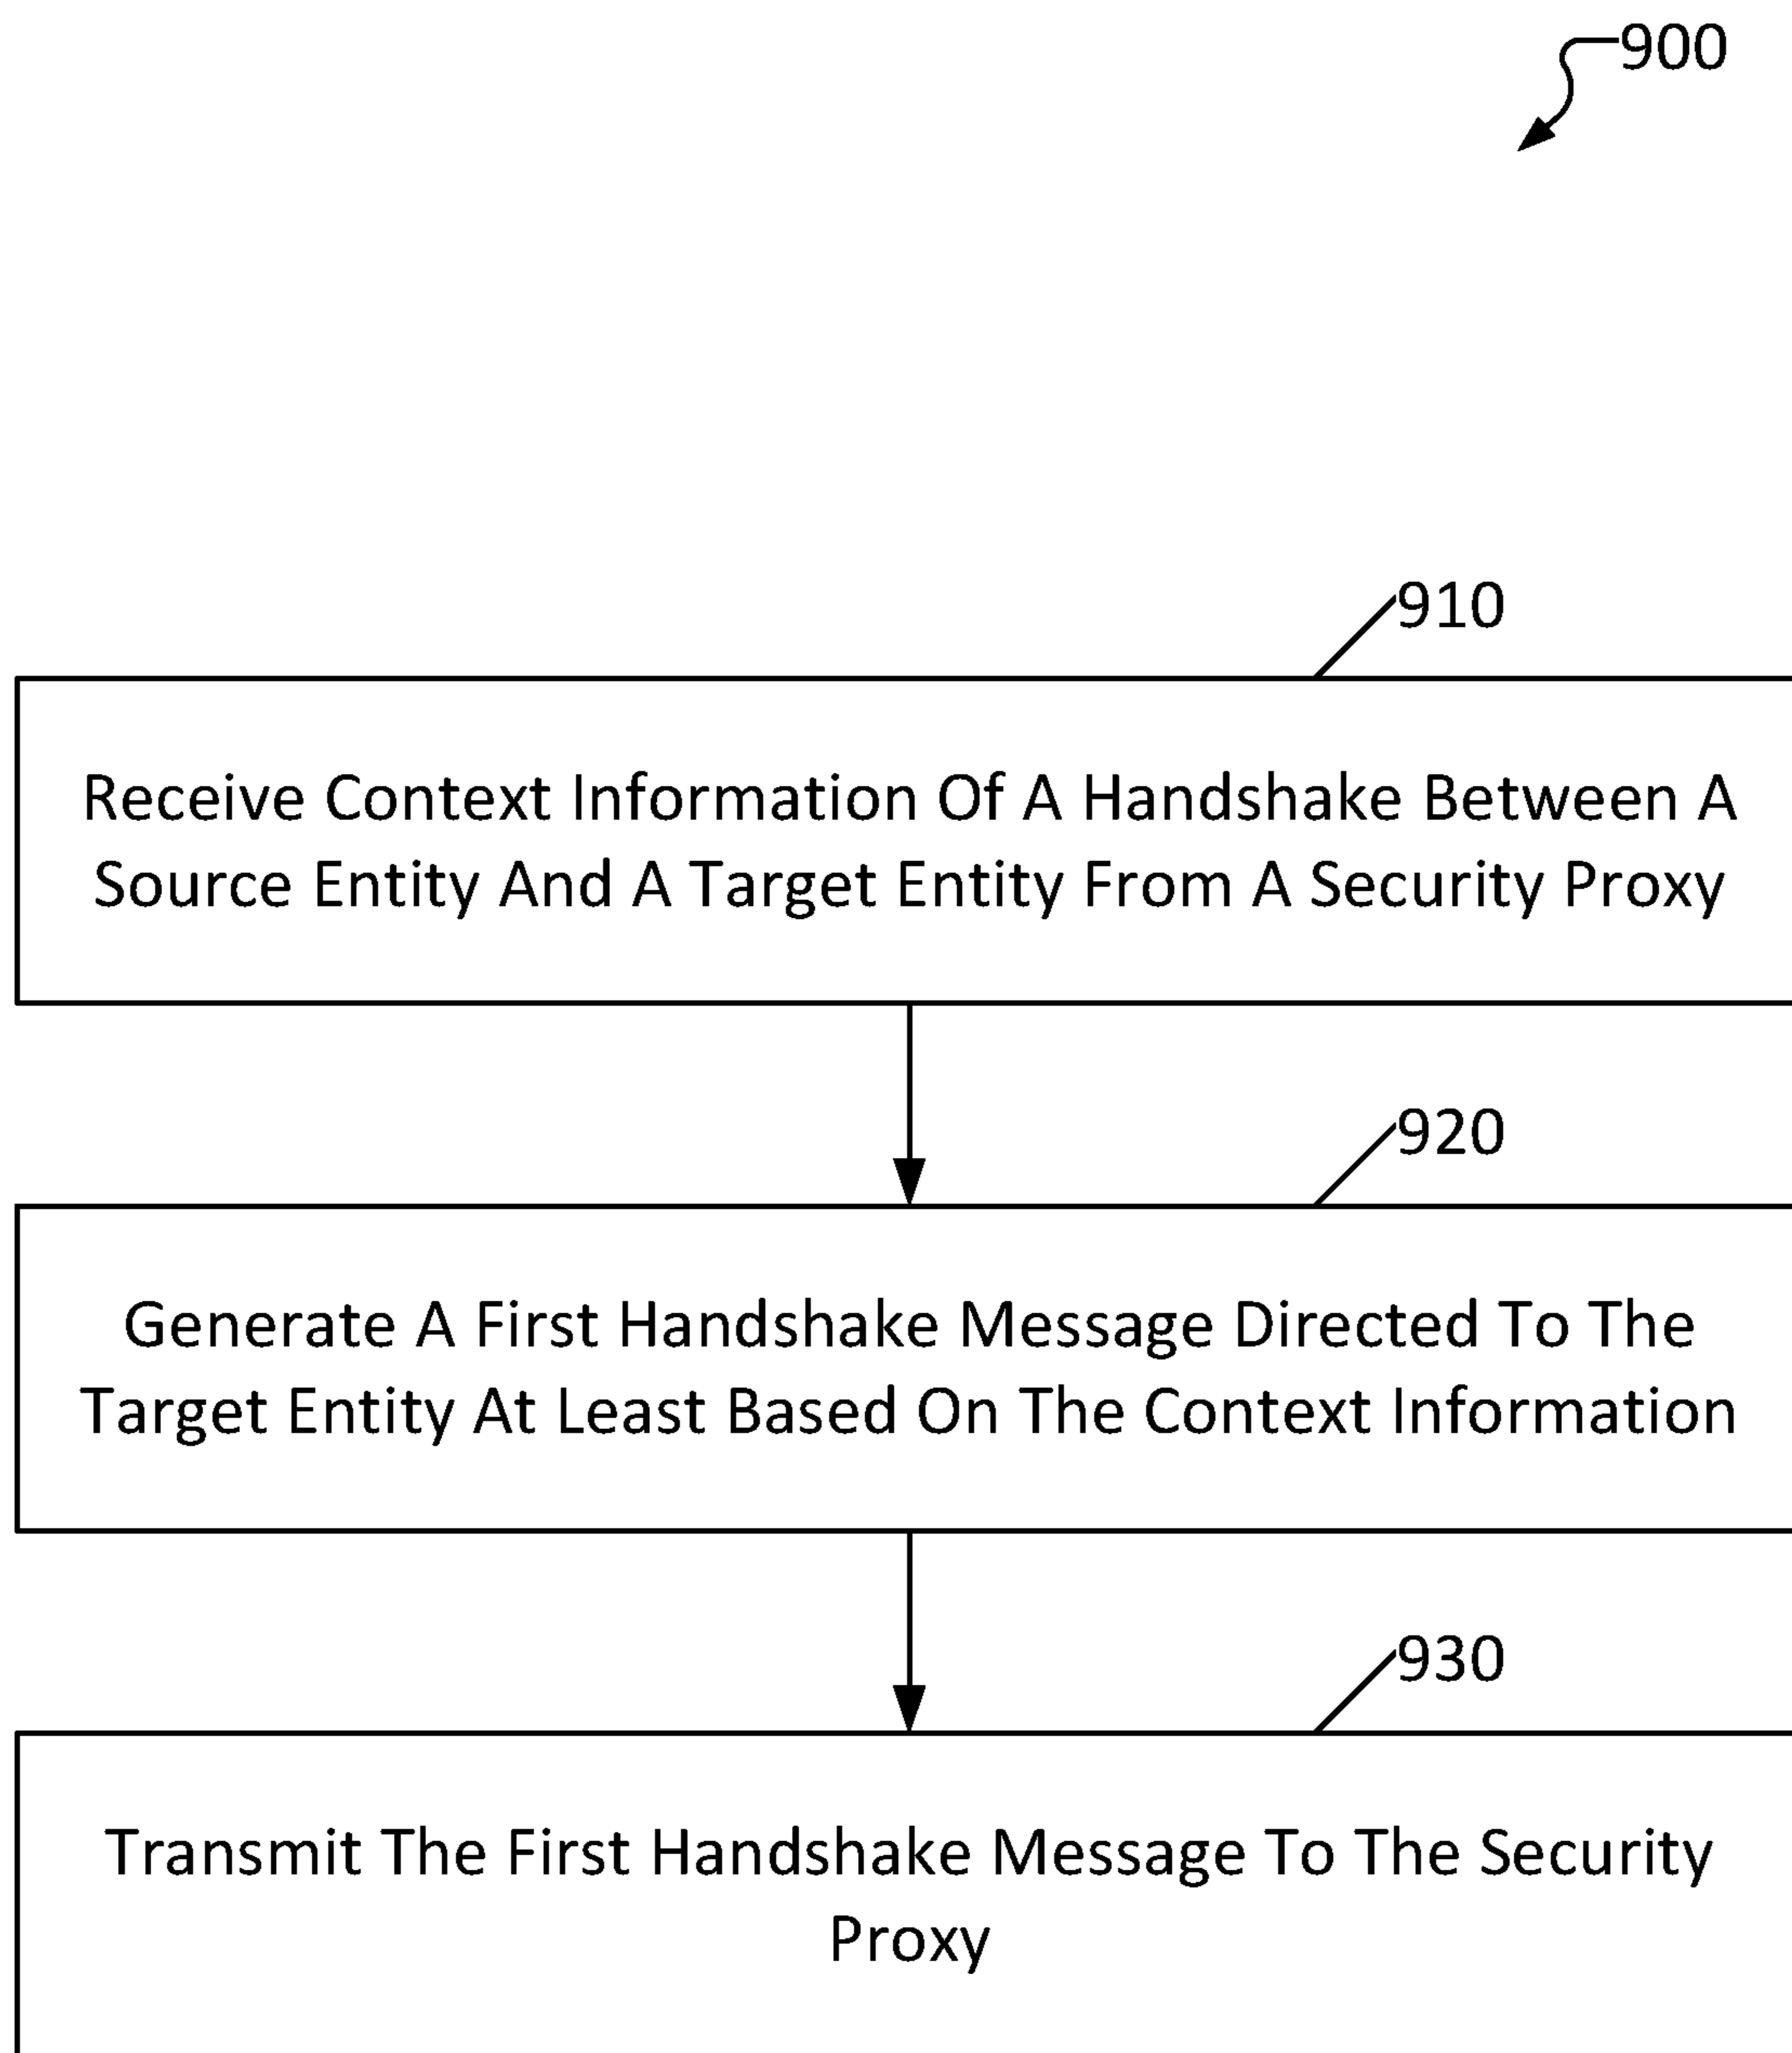 900
910
Receive Context Information Of A Handshake Between A
Source Entity And A Target Entity From A Security Proxy
920
Generate A First Handshake Message Directed To The
Target Entity At Least Based On The Context Information
930
Transmit The First Handshake Message To The Security
Proxy